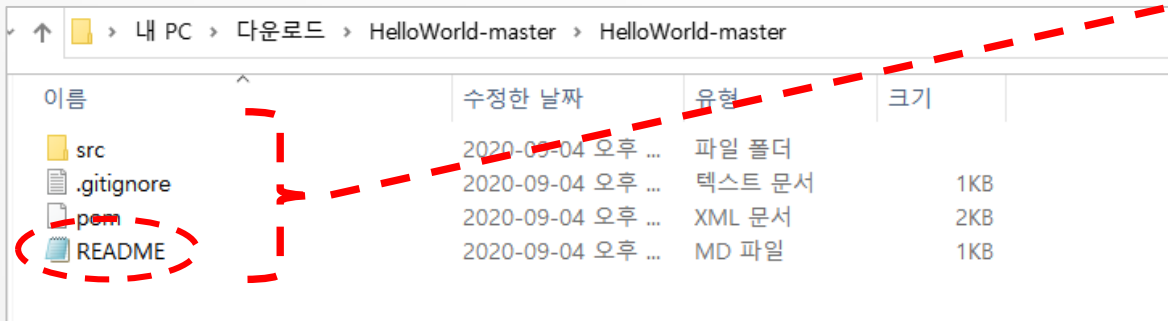 내 PC > 다운로드 > HelloWorld-master > HelloWorld-master
이름 수정한 날짜 유형 크기
src 2020-09-04 오후 ... 파일 폴더
.gitignore 2020-09-04 오후 ... 텍스트 문서 1KB
pom 2020-09-04 오후 ... XML 문서 2KB
README 2020-09-04 오후 ... MD 파일 1KB